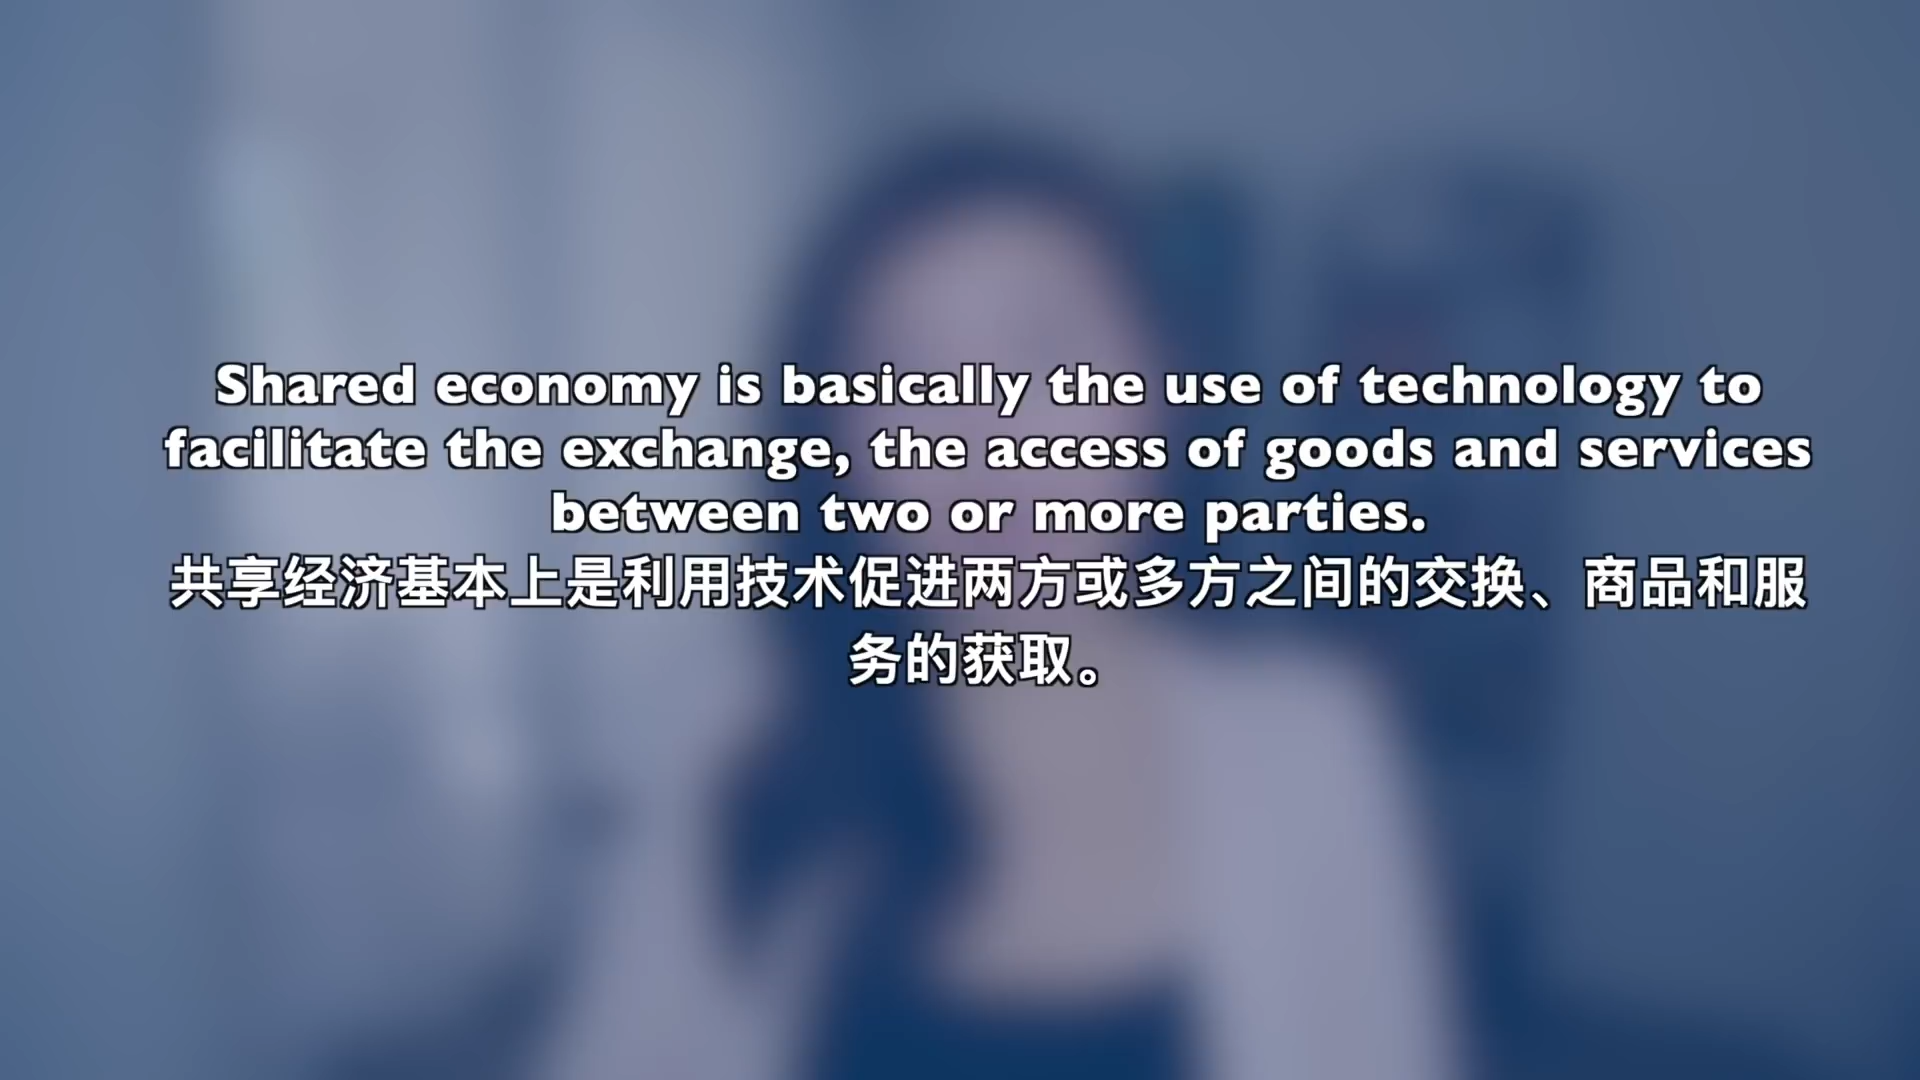 Shared economy is basically the use of technology to
facilitate the exchange, the access of goods and services
between two or more parties.
共享经济基本上是利用技术促进两方或多方之间的交换、商品和服
务的获取。